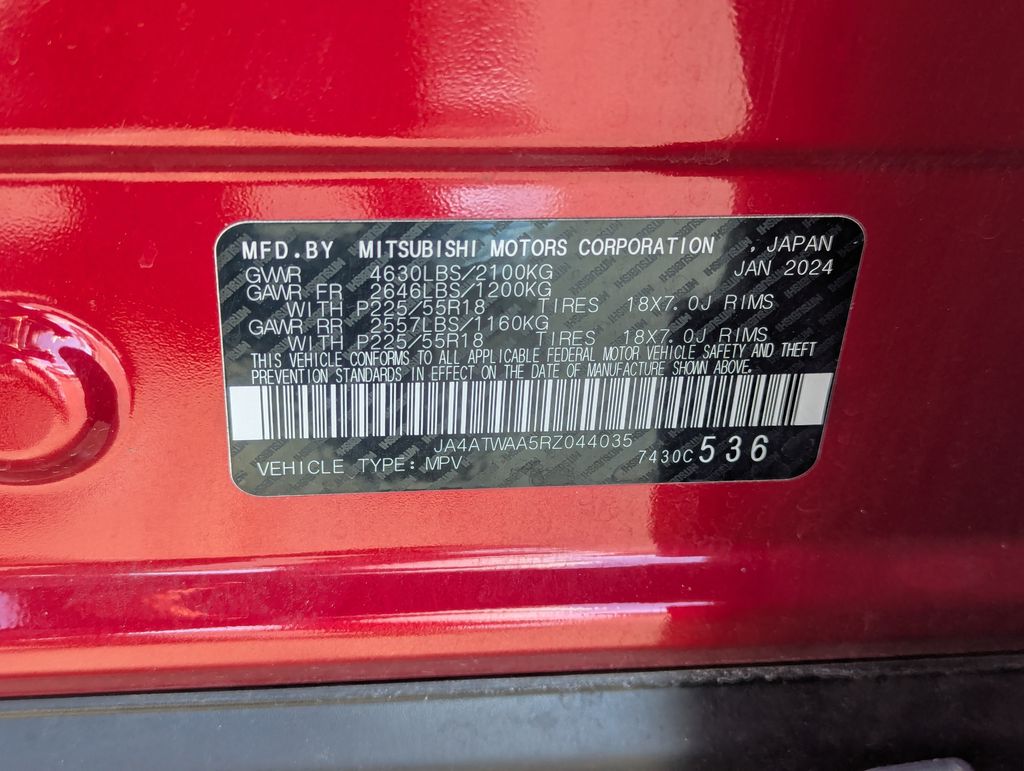 MFD.BY MITSUBISHI MOTORS CORPORATION , JAPAN
GVWR 4630LBS/2100KG JAN 2024
GAWR FR 2646LBS/1200KG
WITH P225/55R18 TIRES 18X7.0J RIMS
GAWR RR 2557LBS/1160KG
WITH P225/55R18 TIRES 18X7.0J RIMS
THIS VEHICLE CONFORMS TO ALL APPLICABLE FEDERAL MOTOR VEHICLE SAFETY AND THEFT
PREVENTION STANDARDS IN EFFECT ON THE DATE OF MANUFACTURE SHOWN ABOVE.
JA4ATWAA5RZ044035
VEHICLE TYPE:MPV 7430C 536